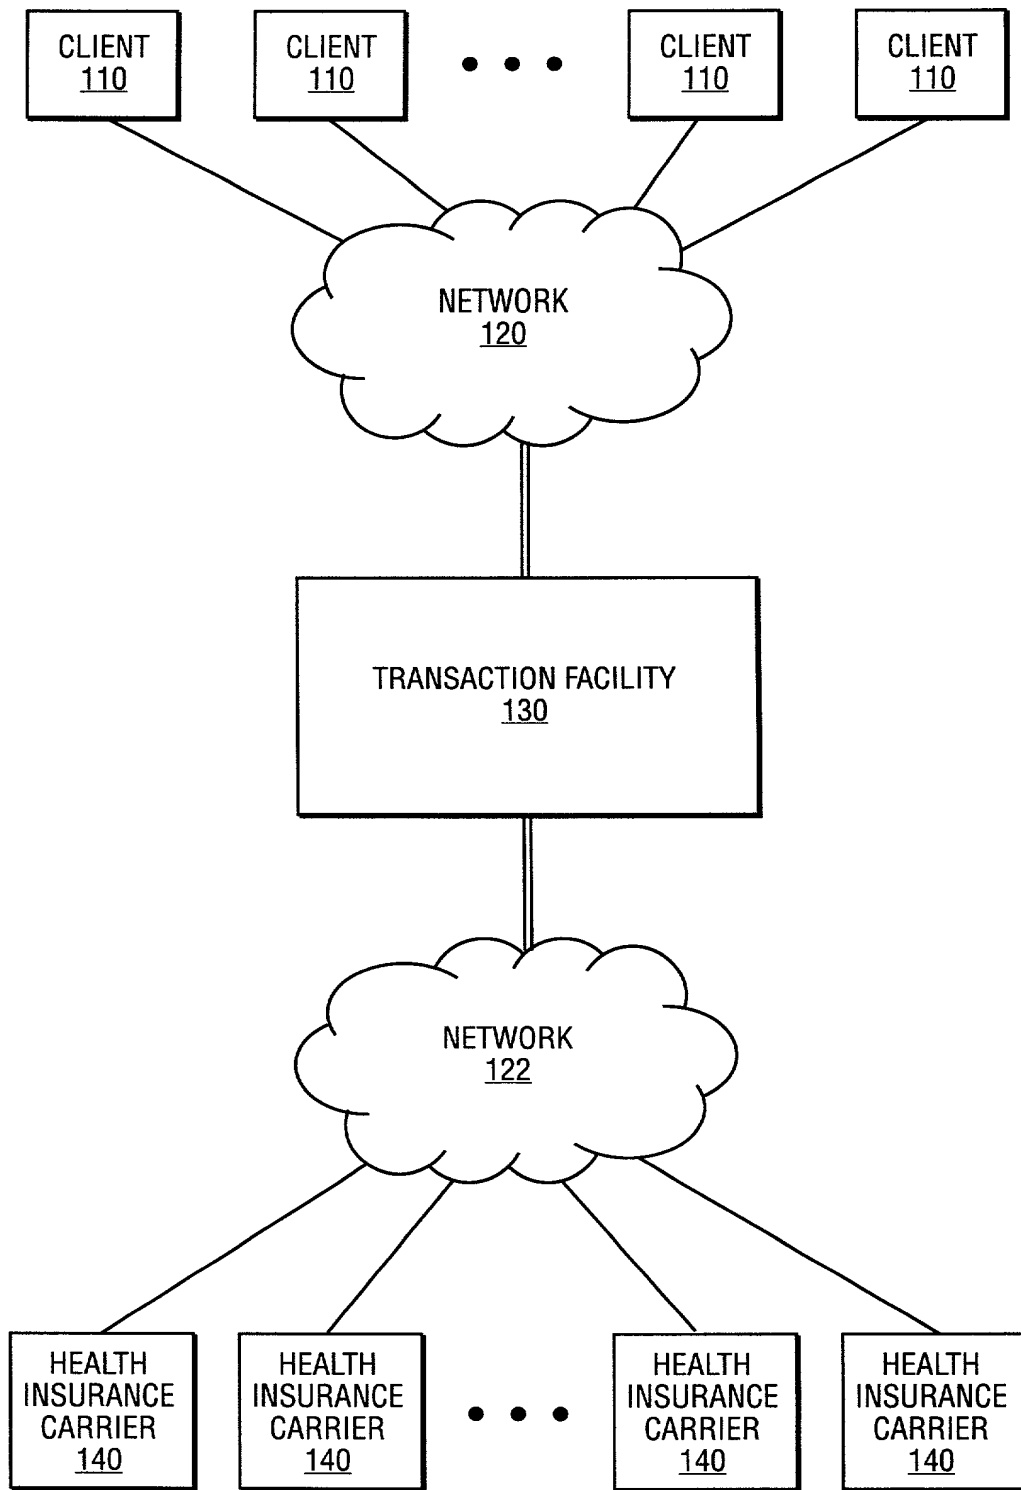 CLIENT
110
CLIENT
110
CLIENT
110
CLIENT
110
NETWORK
120
TRANSACTION FACILITY
130
NETWORK
122
HEALTH
INSURANCE
CARRIER
140
HEALTH
INSURANCE
CARRIER
140
HEALTH
INSURANCE
CARRIER
140
HEALTH
INSURANCE
CARRIER
140